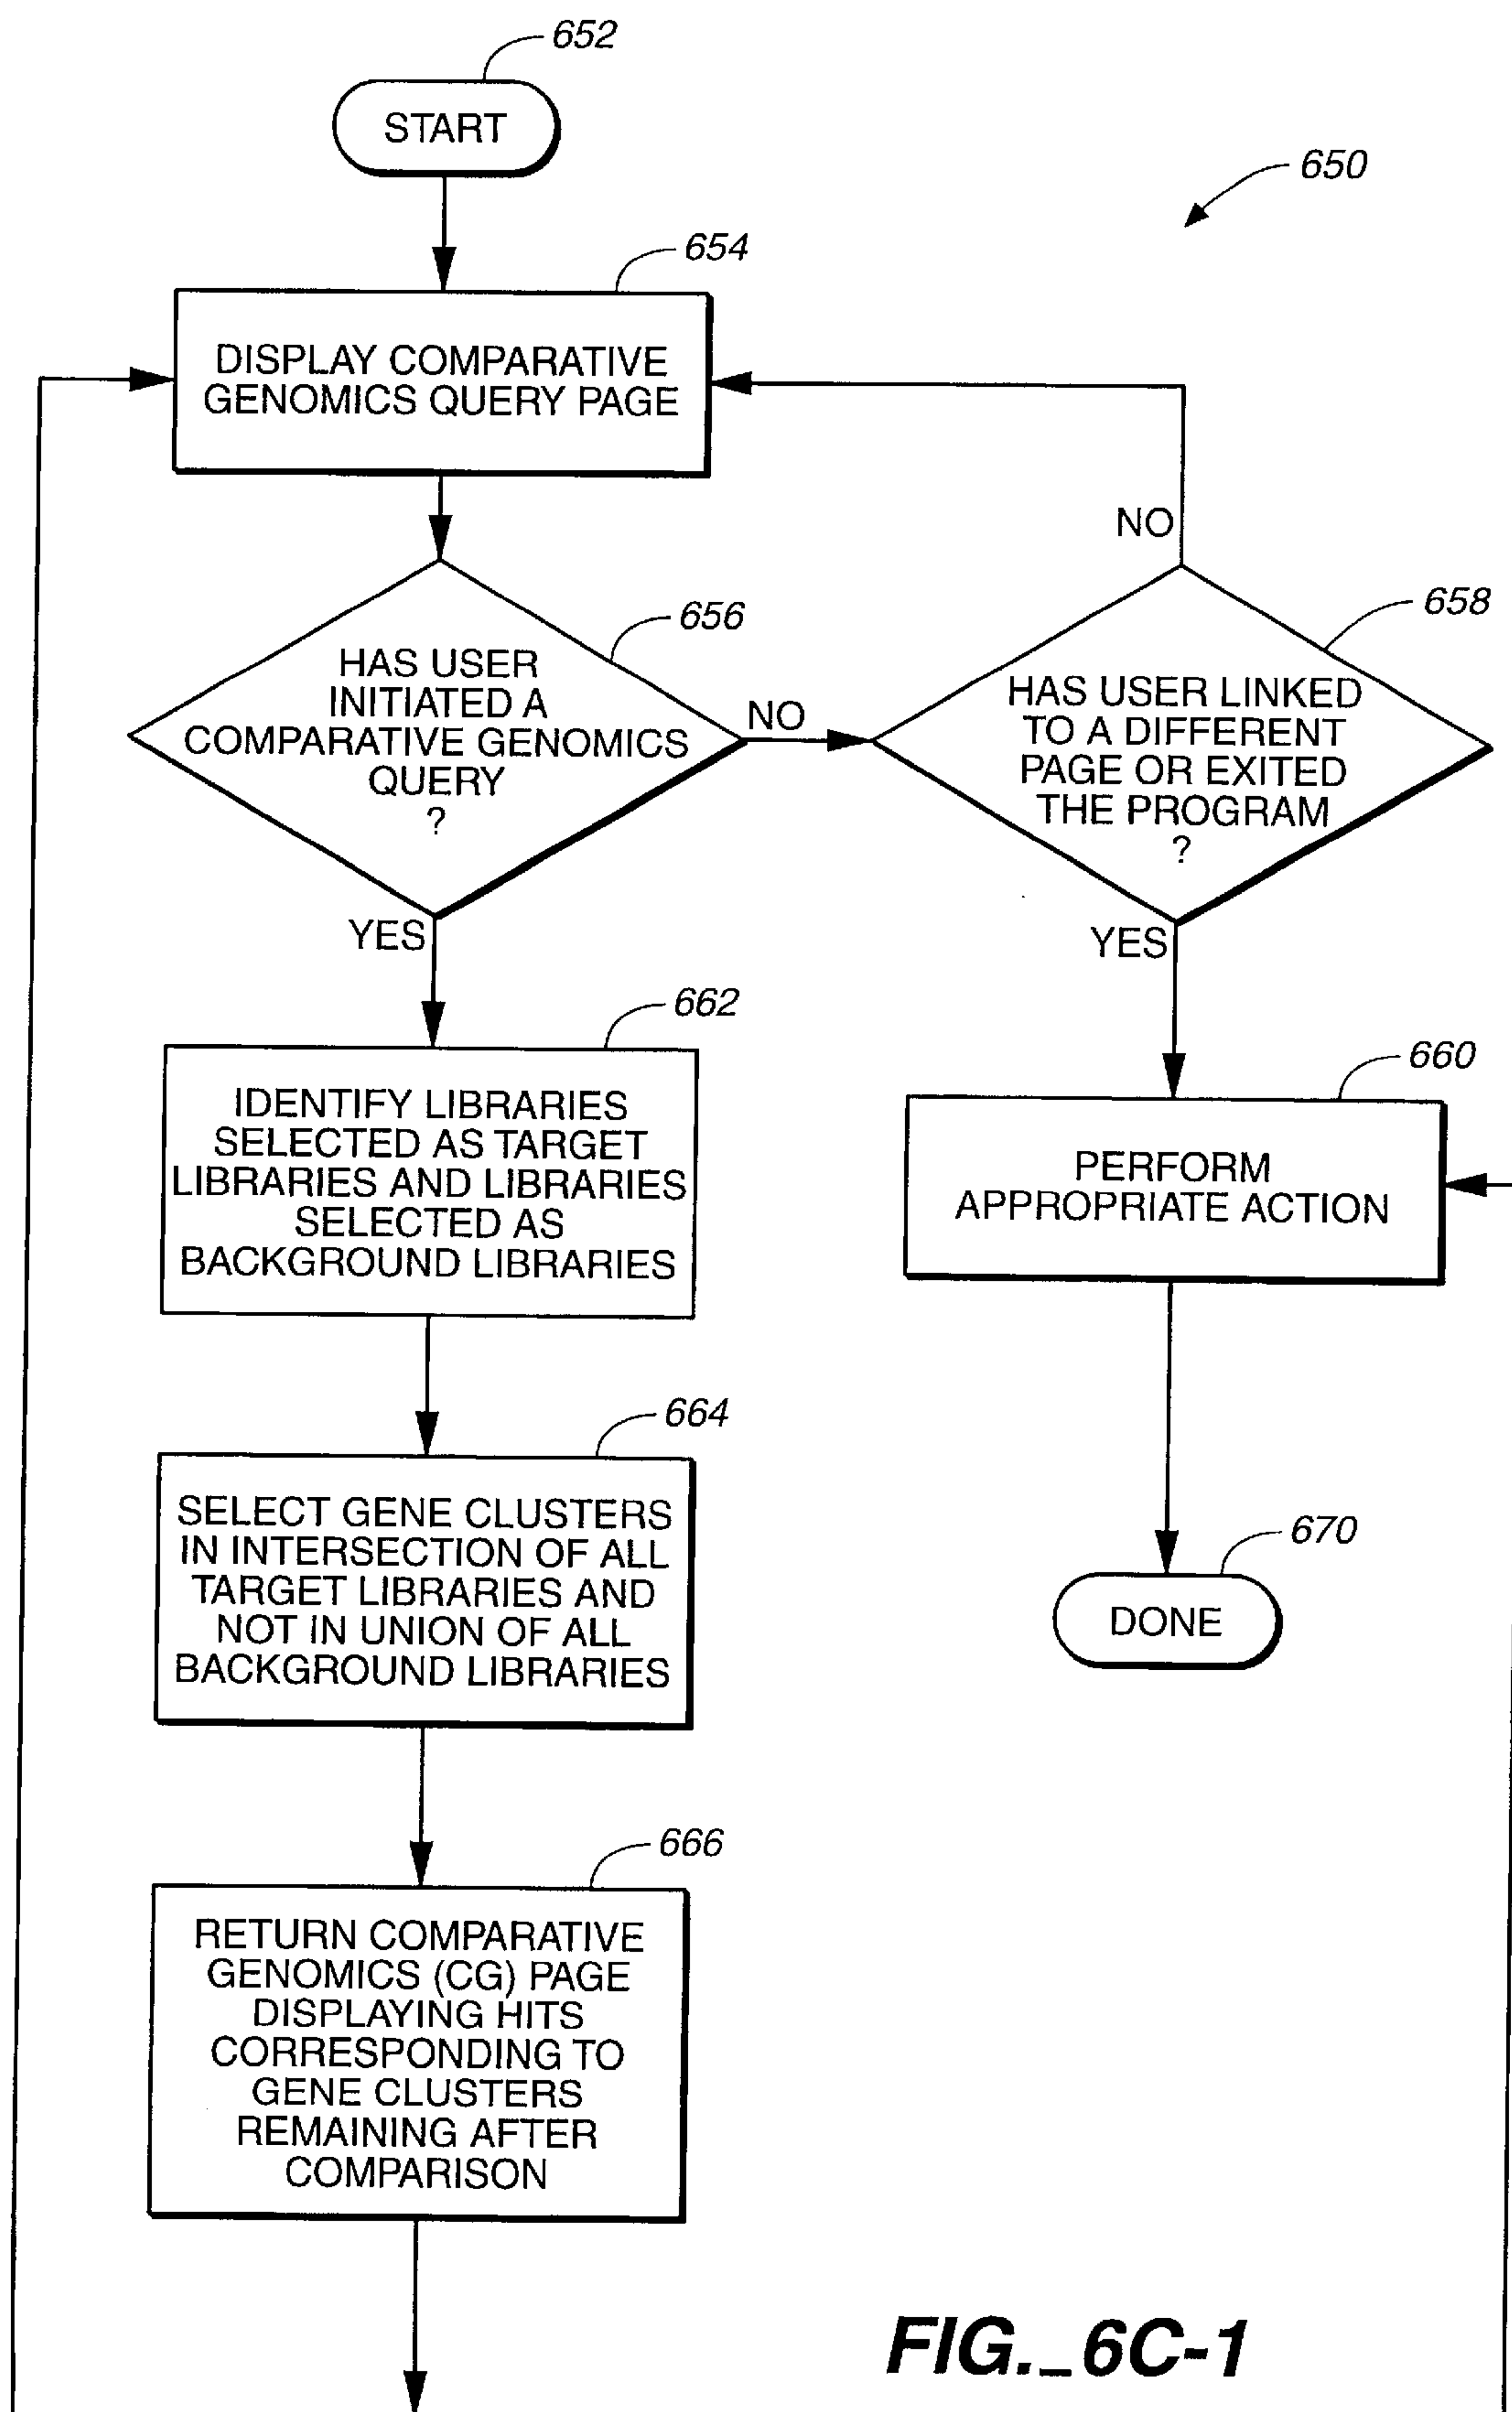 652
START
650
654
DISPLAY COMPARATIVE
GENOMICS QUERY PAGE
NO
656
HAS USER
INITIATED A
COMPARATIVE GENOMICS
QUERY
?
NO
658
HAS USER LINKED
TO A DIFFERENT
PAGE OR EXITED
THE PROGRAM
?
YES
YES
662
IDENTIFY LIBRARIES
SELECTED AS TARGET
LIBRARIES AND LIBRARIES
SELECTED AS
BACKGROUND LIBRARIES
660
PERFORM
APPROPRIATE ACTION
664
SELECT GENE CLUSTERS
IN INTERSECTION OF ALL
TARGET LIBRARIES AND
NOT IN UNION OF ALL
BACKGROUND LIBRARIES
670
DONE
666
RETURN COMPARATIVE
GENOMICS (CG) PAGE
DISPLAYING HITS
CORRESPONDING TO
GENE CLUSTERS
REMAINING AFTER
COMPARISON
FIG._6C-1